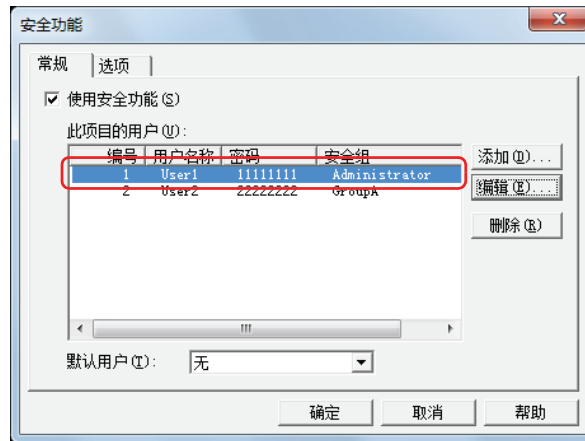 安全功能
常规 选项
使用安全功能(S)
此项目的用户(U):
编号 用户名称 密码 安全组
1 User1 11111111 Administrator
2 User2 22222222 GroupA
添加(D)...
编辑(E)...
删除(R)
默认用户(I): 无
确定 取消 帮助